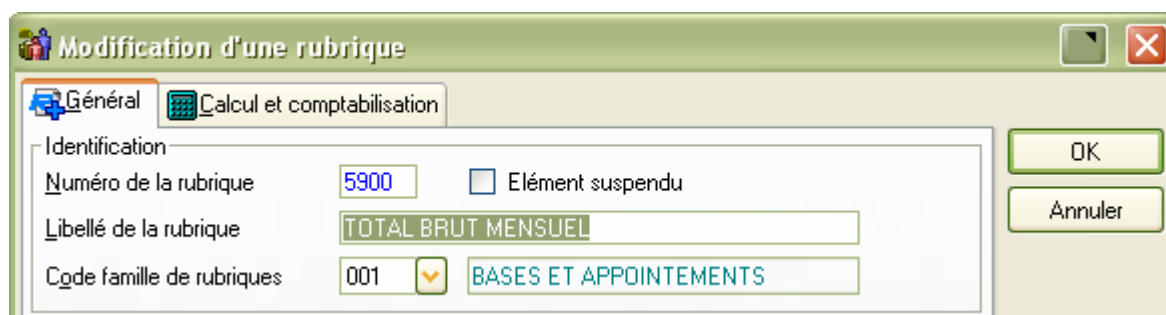 Modification d'une rubrique
Général Calcul et comptabilisation
Identification
Numéro de la rubrique 5900 Elément suspendu
Libellé de la rubrique TOTAL BRUT MENSUEL
Code famille de rubriques 001 BASES ET APPOINTEMENTS
OK
Annuler